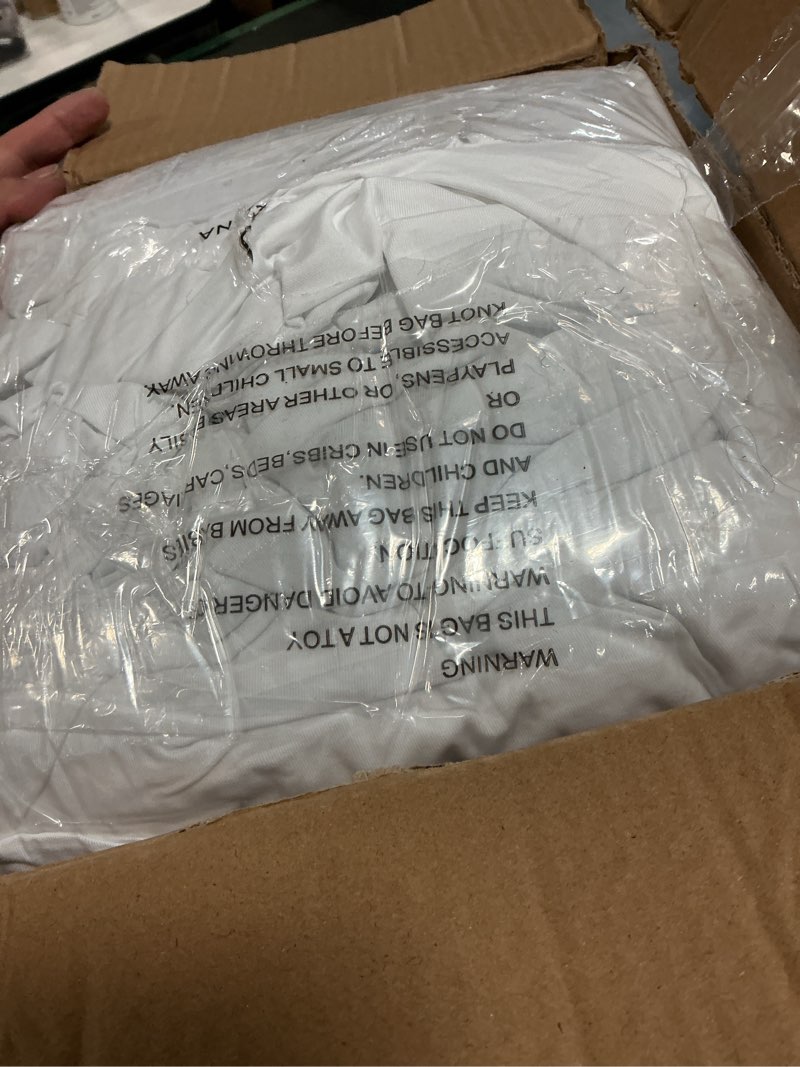 WARNING
THIS BAG IS NOT A TOY
WARNING TO AVOID DANGER
KEEP THIS BAG AWAY FROM BABIES
AND CHILDREN.
DO NOT USE IN CRIBS,BEDS,CARRIAGES
OR
PLAYPENS, OR OTHER AREAS EASILY
ACCESSIBLE TO SMALL CHILDREN.
KNOT BAG BEFORE THROWING AWAY.
NA